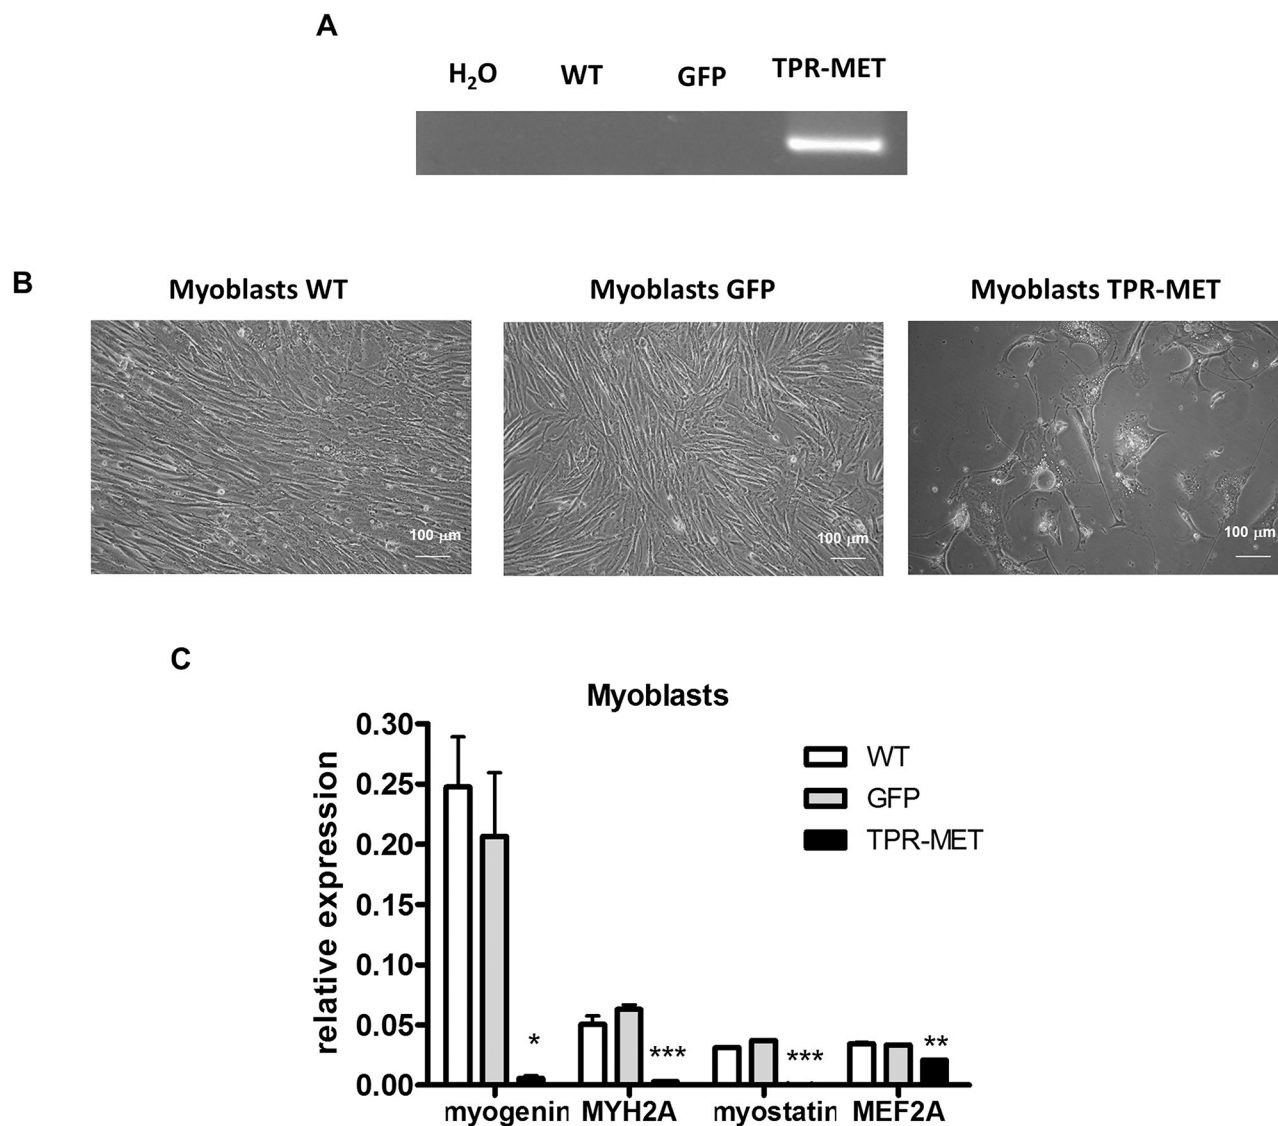 A
H₂O WT GFP TPR-MET
B
Myoblasts WT Myoblasts GFP Myoblasts TPR-MET
100 µm 100 µm 100 µm
C
Myoblasts
relative expression
0.30
0.25
0.20
0.15
0.10
0.05
0.00
WT
GFP
TPR-MET
* *** *** **
myogenin MYH2A myostatin MEF2A